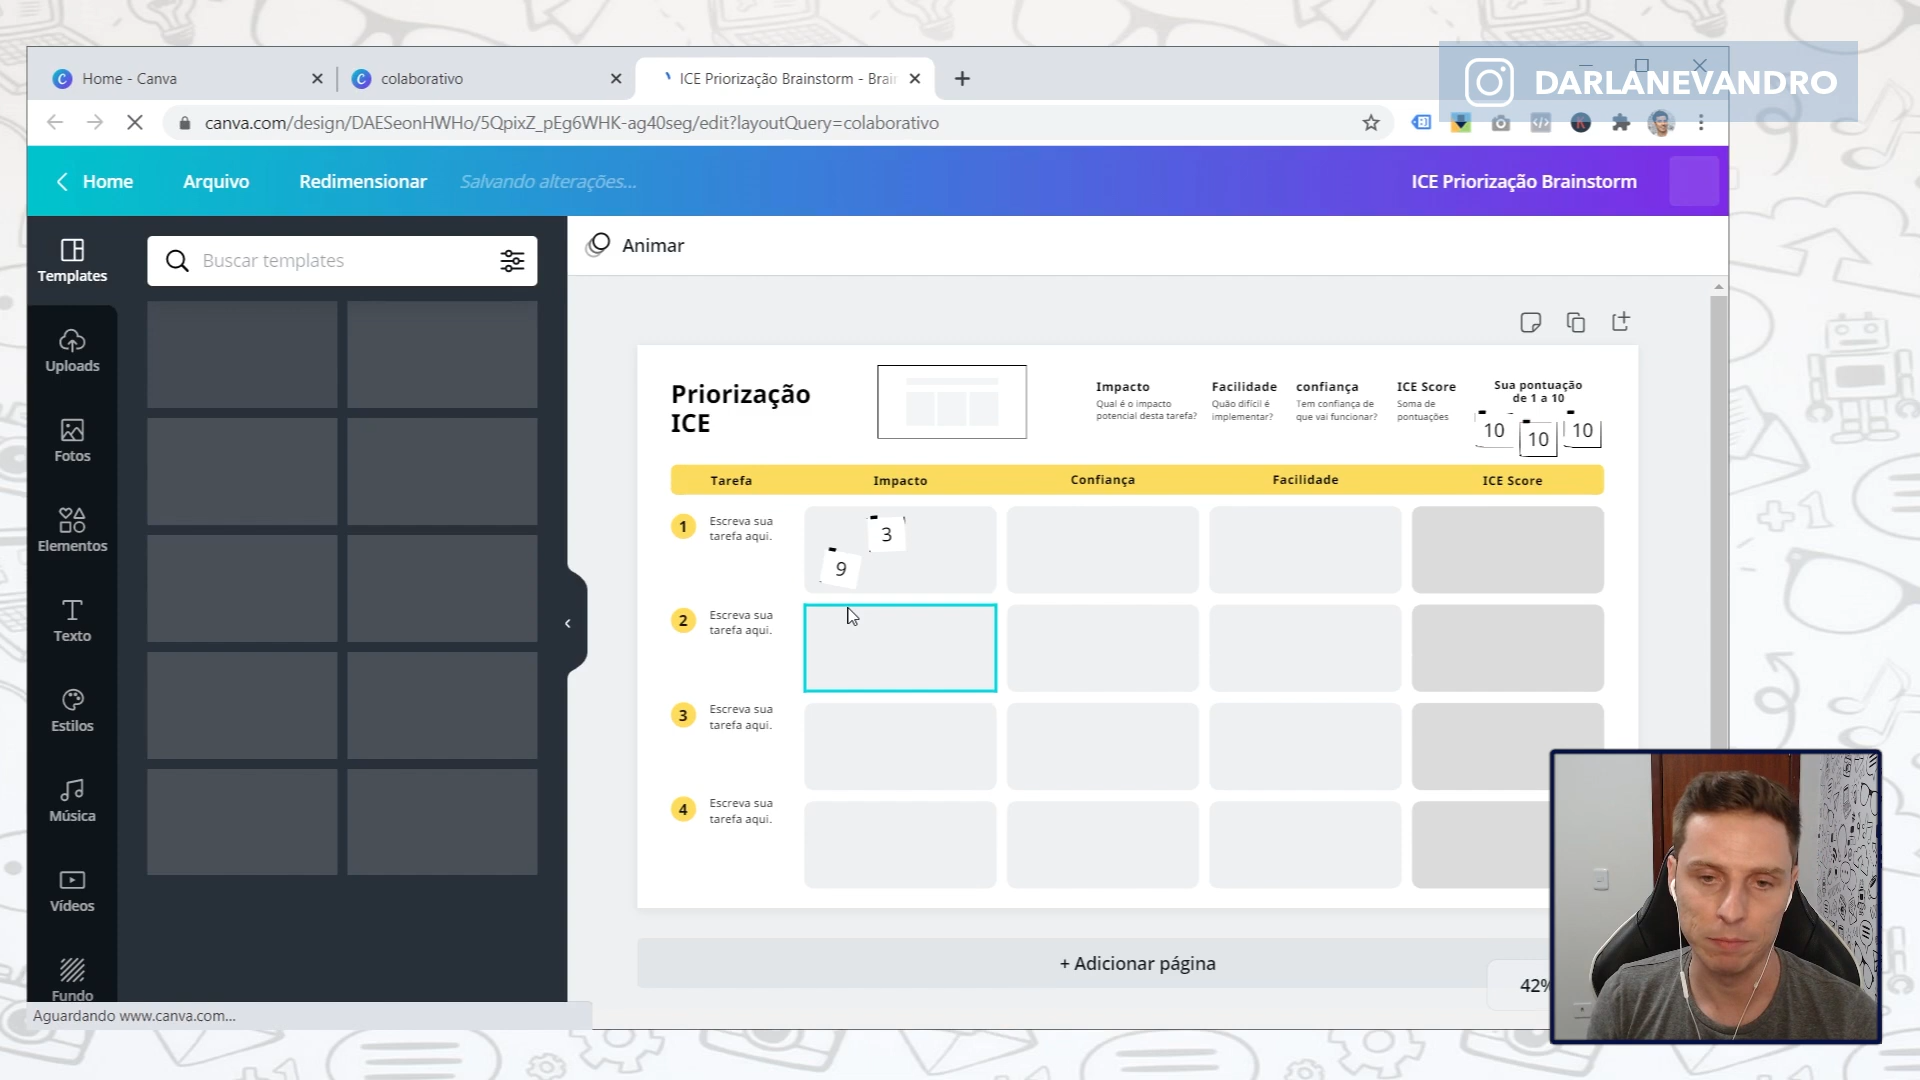 Home - Canva
colaborativo
ICE Priorização Brainstorm - Brain
DARLANEVANDRO
canva.com/design/DAESeonHWHo/5QpixZ_pEg6WHK-ag40seg/edit?layoutQuery=colaborativo
Home
Arquivo
Redimensionar
Salvando alterações...
ICE Priorização Brainstorm
Templates
Uploads
Fotos
Elementos
Texto
Estilos
Música
Vídeos
Fundo
Buscar templates
Animar
Priorização
ICE
Impacto
Qual é o impacto
potencial desta tarefa?
Facilidade
Quão difícil é
implementar?
confiança
Tem confiança de
que vai funcionar?
ICE Score
Soma de
pontuações
Sua pontuação
de 1 a 10
10
10
10
Tarefa
Impacto
Confiança
Facilidade
ICE Score
1
Escreva sua
tarefa aqui.
3
9
2
Escreva sua
tarefa aqui.
3
Escreva sua
tarefa aqui.
4
Escreva sua
tarefa aqui.
+ Adicionar página
42%
Aguardando www.canva.com...
+1
+1